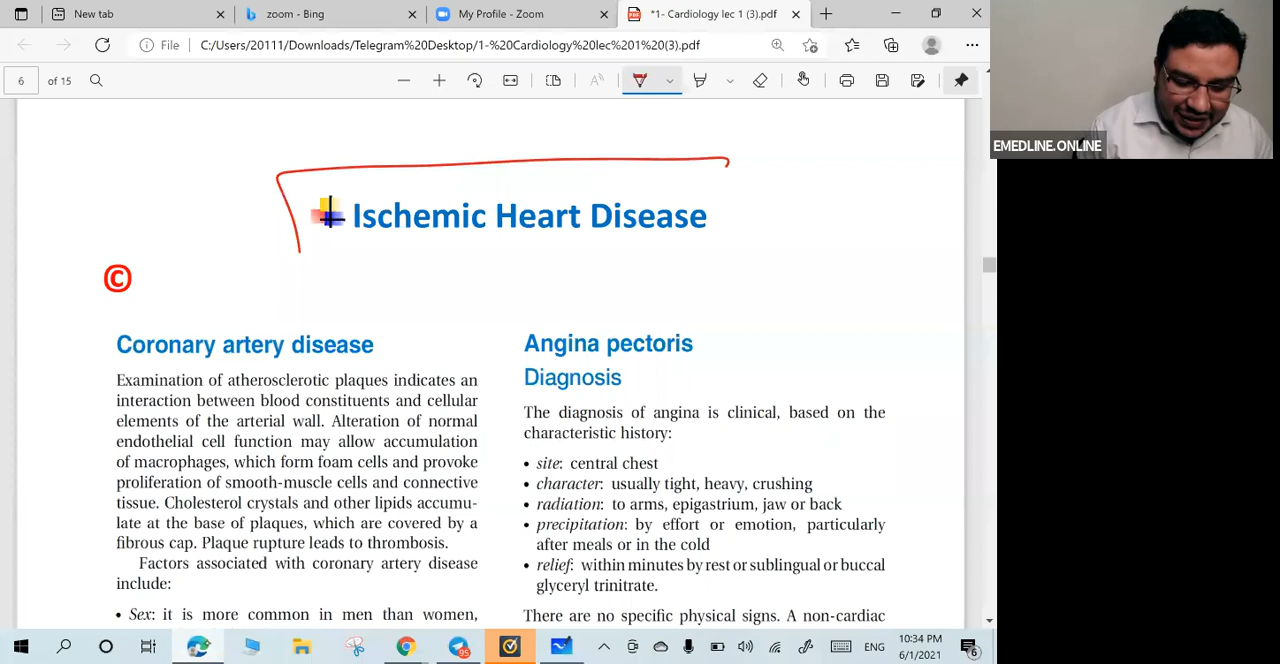 New tab
zoom - Bing
My Profile - Zoom
*1- Cardiology lec 1 (3).pdf
File
C:/Users/20111/Downloads/Telegram%20Desktop/1-%20Cardiology%20lec%201%20(3).pdf
6 of 15
EMEDLINE.ONLINE
Ischemic Heart Disease
©
Coronary artery disease
Examination of atherosclerotic plaques indicates an
interaction between blood constituents and cellular
elements of the arterial wall. Alteration of normal
endothelial cell function may allow accumulation
of macrophages, which form foam cells and provoke
proliferation of smooth-muscle cells and connective
tissue. Cholesterol crystals and other lipids accumu-
late at the base of plaques, which are covered by a
fibrous cap. Plaque rupture leads to thrombosis.
Factors associated with coronary artery disease
include:
• Sex: it is more common in men than women,
Angina pectoris
Diagnosis
The diagnosis of angina is clinical, based on the
characteristic history:
• site: central chest
• character: usually tight, heavy, crushing
• radiation: to arms, epigastrium, jaw or back
• precipitation: by effort or emotion, particularly
after meals or in the cold
• relief: within minutes by rest or sublingual or buccal
glyceryl trinitrate.
There are no specific physical signs. A non-cardiac
95
ENG
10:34 PM
6/1/2021
6